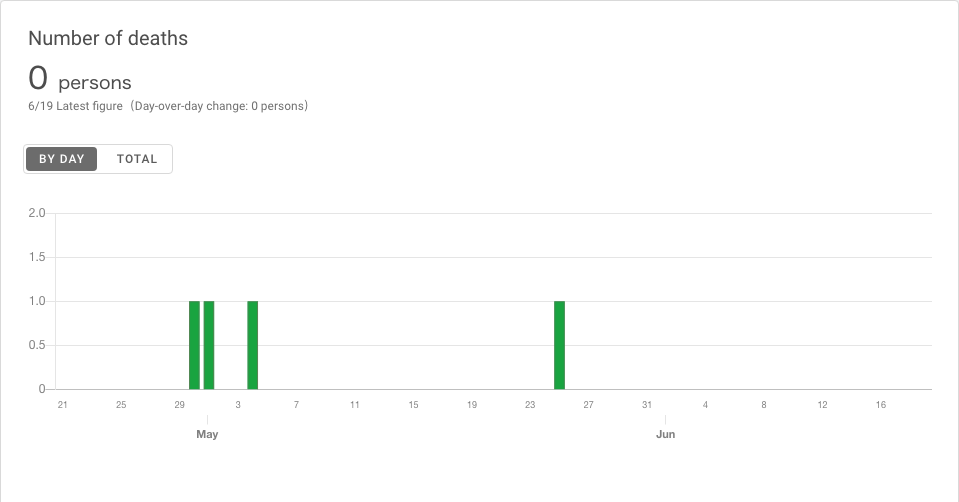 Number of deaths
0 persons
6/19 Latest figure（Day-over-day change: 0 persons）
BY DAY TOTAL
2.0
1.5
1.0
0.5
0
21 25 29 3 7 11 15 19 23 27 31 4 8 12 16
May Jun